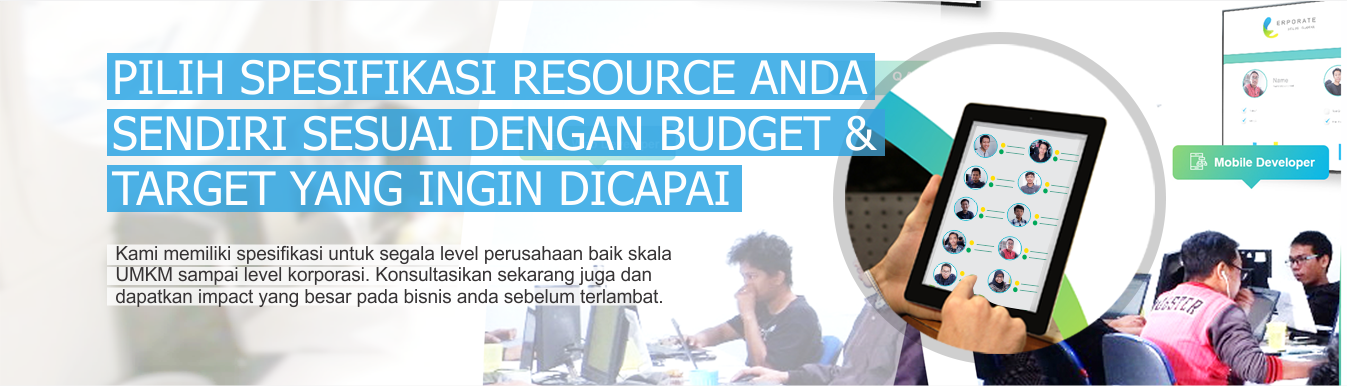 PILIH SPESIFIKASI RESOURCE ANDA
SENDIRI SESUAI DENGAN BUDGET &
TARGET YANG INGIN DICAPAI
Kami memiliki spesifikasi untuk segala level perusahaan baik skala
UMKM sampai level korporasi. Konsultasikan sekarang juga dan
dapatkan impact yang besar pada bisnis anda sebelum terlambat.
ERPORATE
Name
Mobile Developer